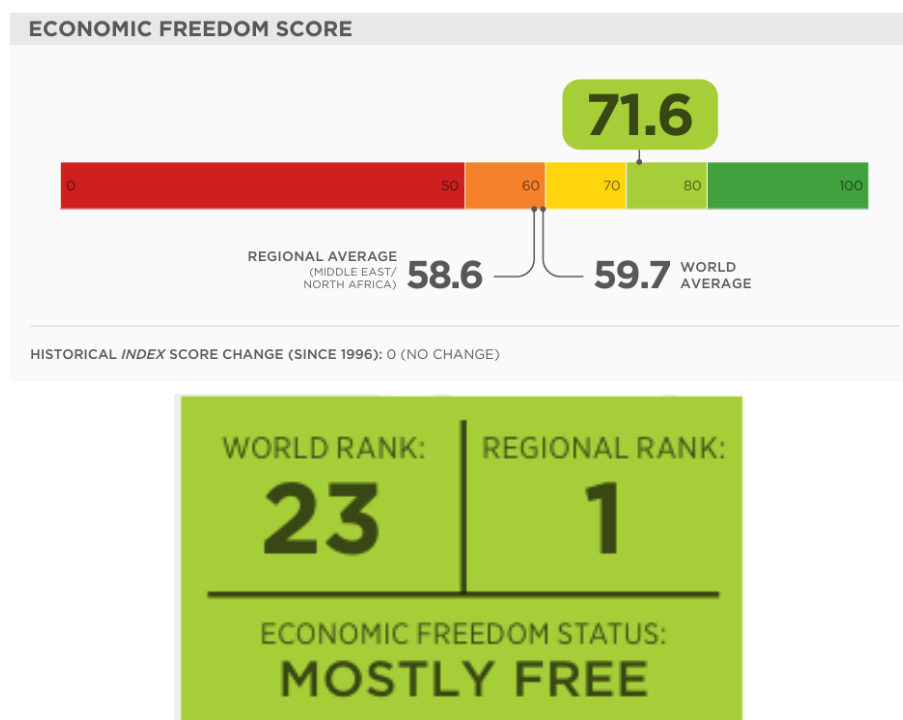 ECONOMIC FREEDOM SCORE
71.6
0 50 60 70 80 100
REGIONAL AVERAGE
(MIDDLE EAST/
NORTH AFRICA)
58.6
59.7
WORLD
AVERAGE
HISTORICAL INDEX SCORE CHANGE (SINCE 1996): 0 (NO CHANGE)
WORLD RANK:
23
REGIONAL RANK:
1
ECONOMIC FREEDOM STATUS:
MOSTLY FREE